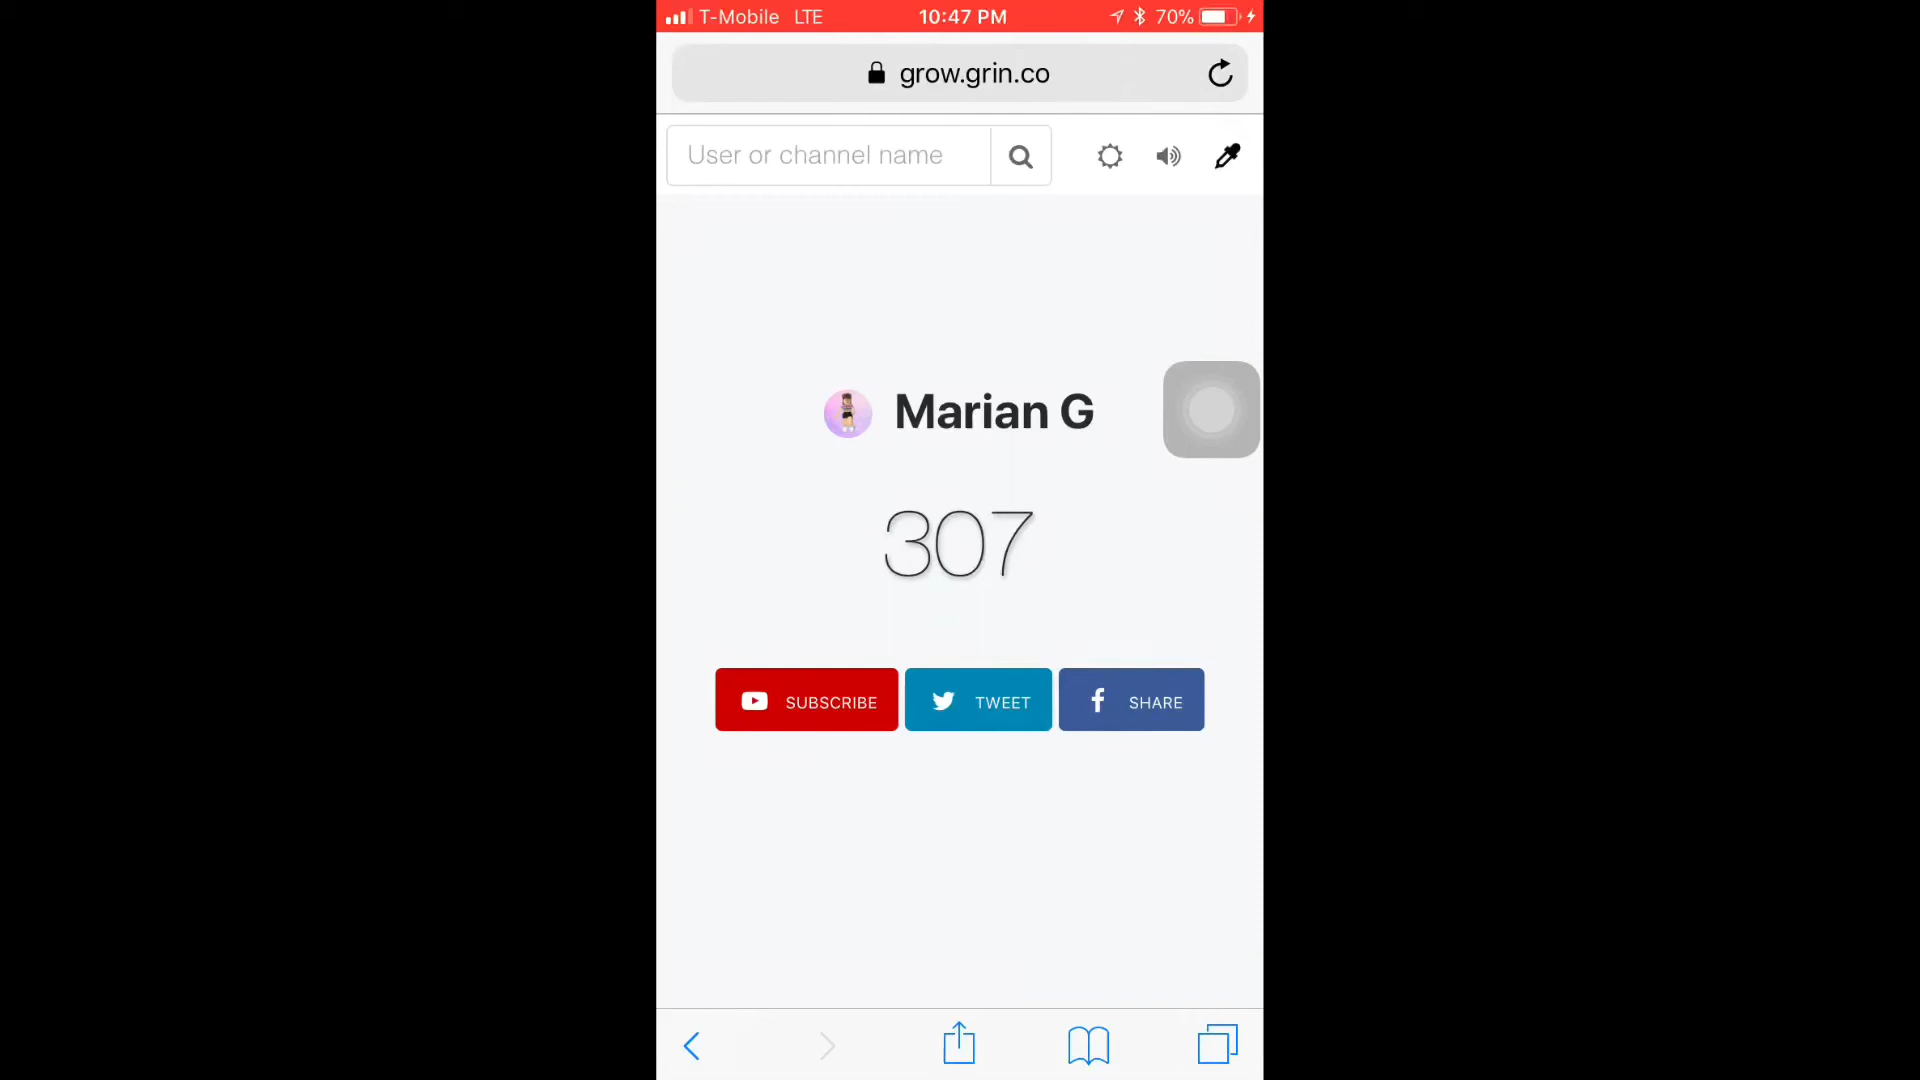 T-Mobile LTE 10:47 PM 70%
grow.grin.co
User or channel name
Marian G
307
SUBSCRIBE TWEET SHARE